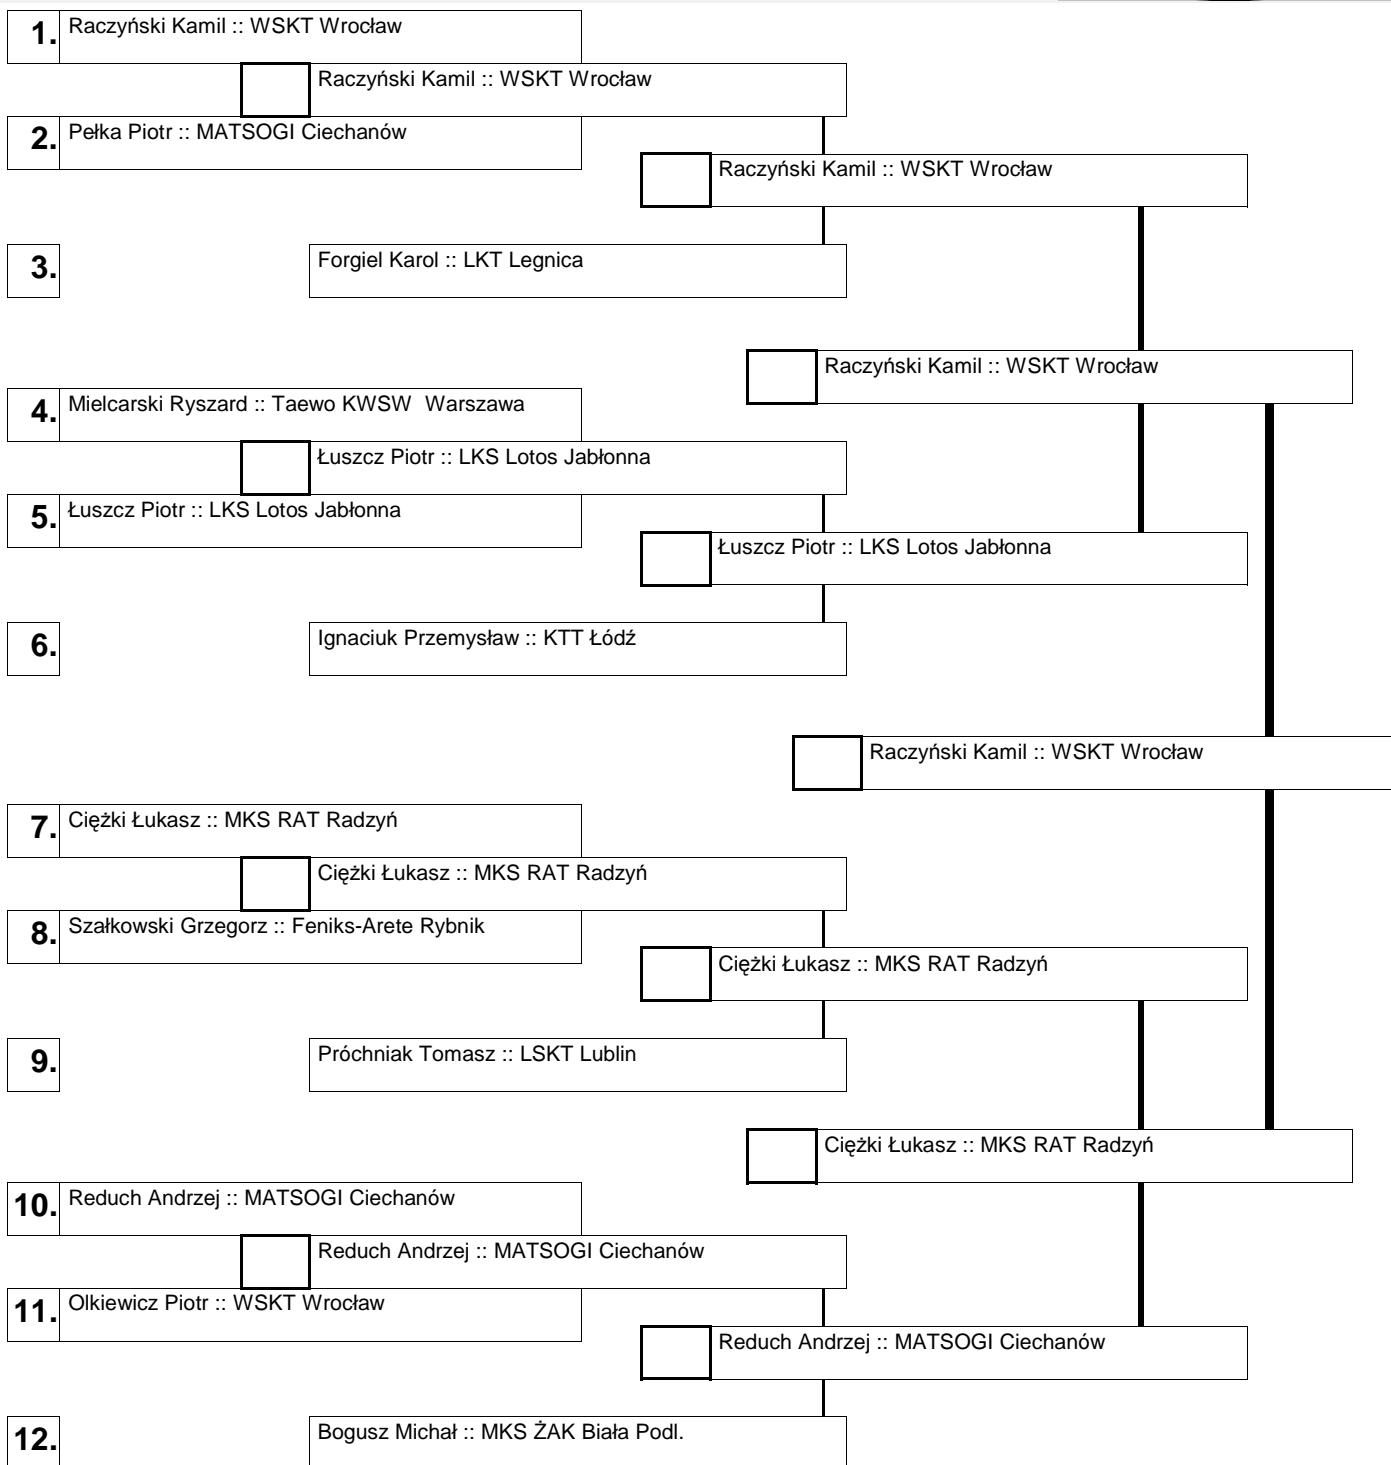 1. Raczyński Kamil :: WSKT Wrocław
Raczyński Kamil :: WSKT Wrocław
2. Pełka Piotr :: MATSOGI Ciechanów
Raczyński Kamil :: WSKT Wrocław
3. Forgiel Karol :: LKT Legnica
Raczyński Kamil :: WSKT Wrocław
4. Mielcarski Ryszard :: Taewo KWSW Warszawa
Łuszcz Piotr :: LKS Lotos Jabłonna
5. Łuszcz Piotr :: LKS Lotos Jabłonna
Łuszcz Piotr :: LKS Lotos Jabłonna
6. Ignaciuk Przemysław :: KTT Łódź
Raczyński Kamil :: WSKT Wrocław
7. Ciężki Łukasz :: MKS RAT Radzyń
Ciężki Łukasz :: MKS RAT Radzyń
8. Szałkowski Grzegorz :: Feniks-Arete Rybnik
Ciężki Łukasz :: MKS RAT Radzyń
9. Próchniak Tomasz :: LSKT Lublin
Ciężki Łukasz :: MKS RAT Radzyń
10. Reduch Andrzej :: MATSOGI Ciechanów
Reduch Andrzej :: MATSOGI Ciechanów
11. Olkiewicz Piotr :: WSKT Wrocław
Reduch Andrzej :: MATSOGI Ciechanów
12. Bogusz Michał :: MKS ŻAK Biała Podl.